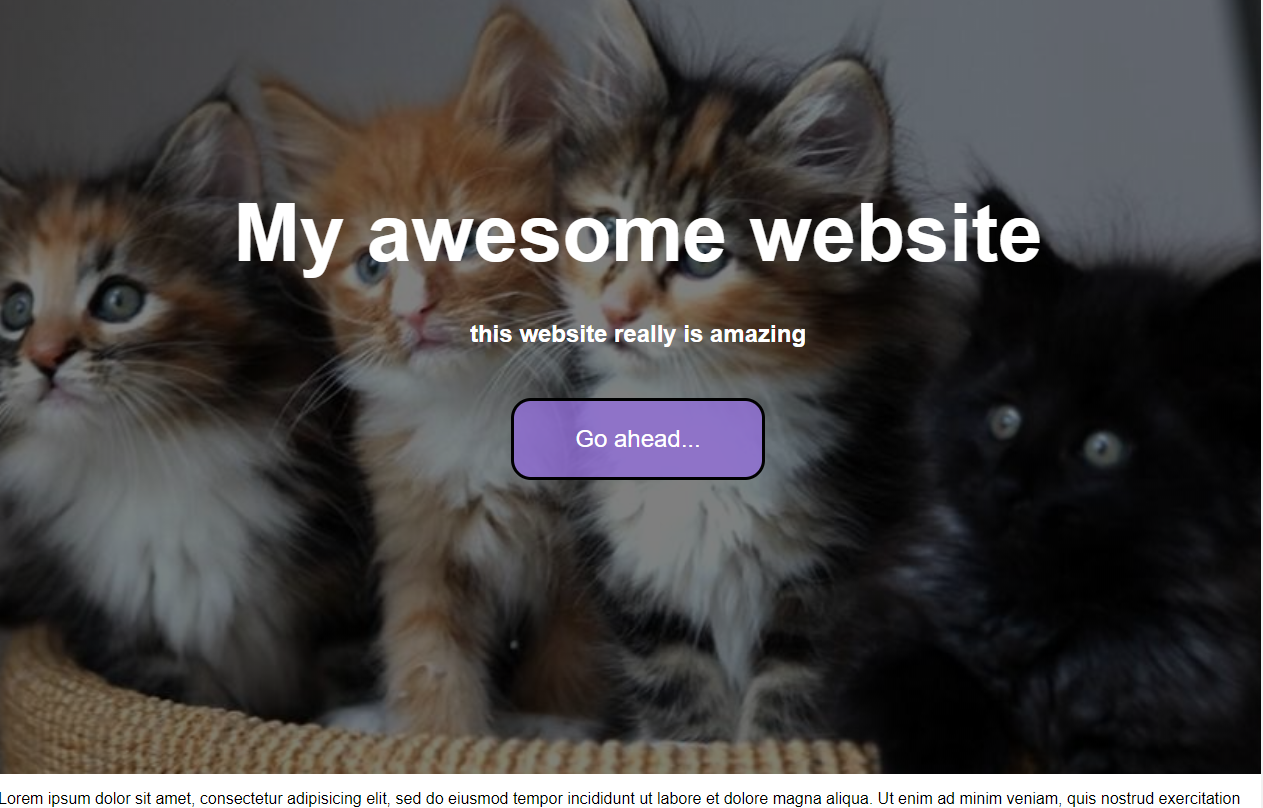 My awesome website
this website really is amazing
Go ahead...
Lorem ipsum dolor sit amet, consectetur adipisicing elit, sed do eiusmod tempor incididunt ut labore et dolore magna aliqua. Ut enim ad minim veniam, quis nostrud exercitation